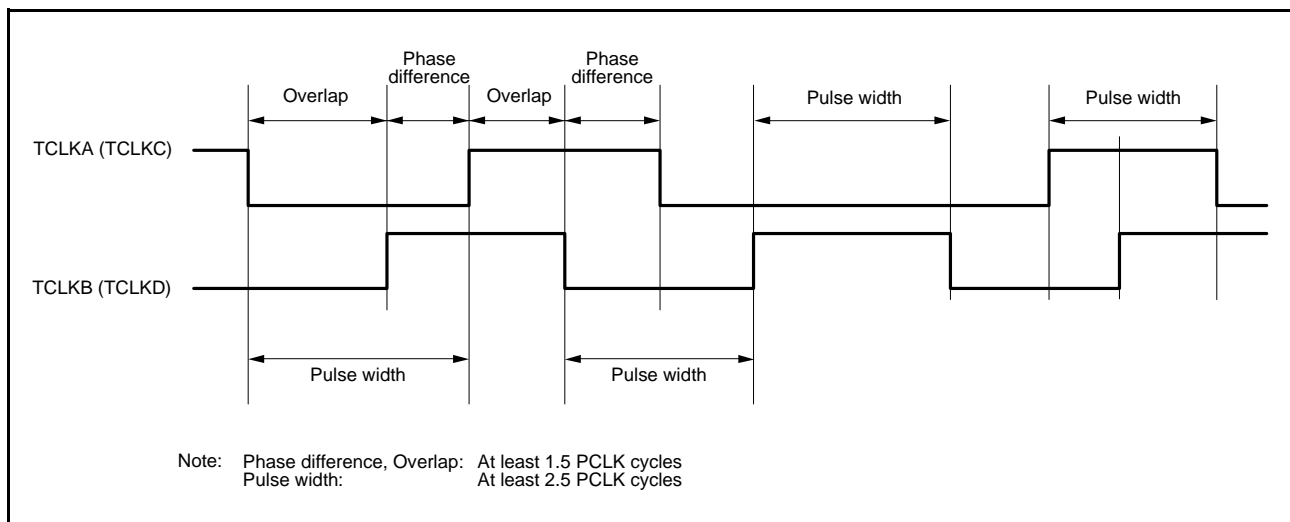 Phase
difference
Phase
difference
Overlap
Overlap
Pulse width
Pulse width
TCLKA (TCLKC)
TCLKB (TCLKD)
Pulse width
Pulse width
Note: Phase difference, Overlap: At least 1.5 PCLK cycles
Pulse width: At least 2.5 PCLK cycles